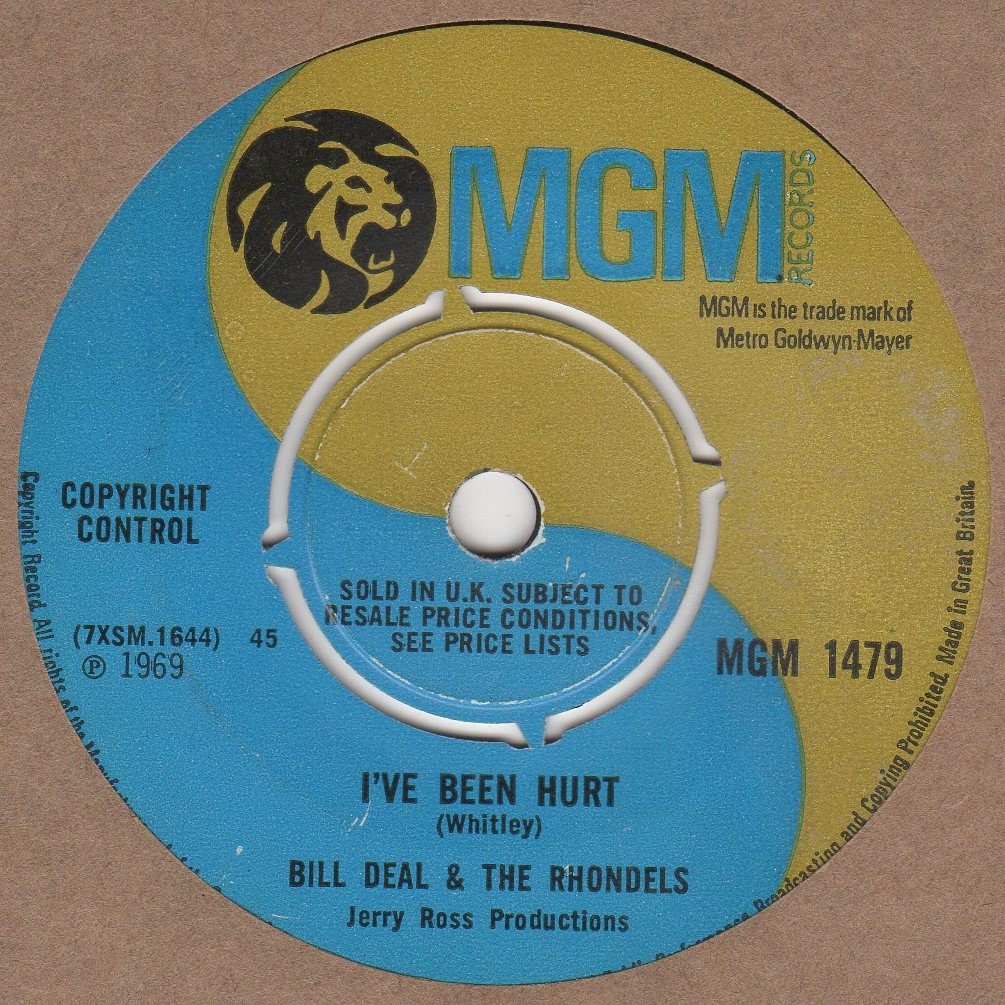 MGM RECORDS
MGM is the trade mark of
Metro Goldwyn-Mayer
COPYRIGHT
CONTROL
(7XSM.1644) 45
℗ 1969
SOLD IN U.K. SUBJECT TO
RESALE PRICE CONDITIONS,
SEE PRICE LISTS
MGM 1479
I'VE BEEN HURT
(Whitley)
BILL DEAL & THE RHONDELS
Jerry Ross Productions
Copyright Record. All rights of the
Broadcasting and Copying Prohibited. Made in Great Britain.